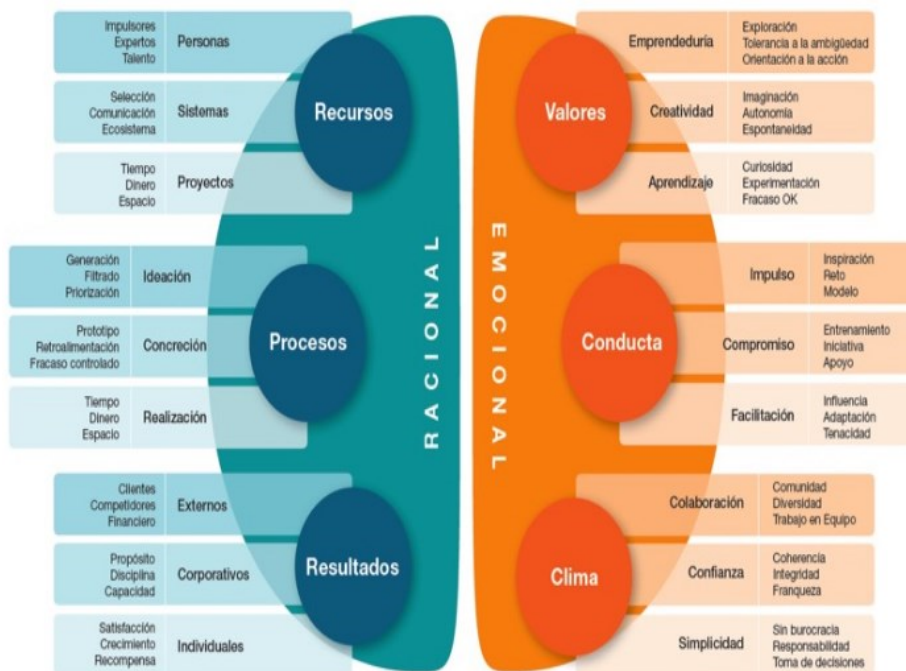 Impulsores
Expertos
Talento
Personas
Selección
Comunicación
Ecosistema
Sistemas
Tiempo
Dinero
Espacio
Proyectos
Recursos
Generación
Filtrado
Priorización
Ideación
Prototipo
Retroalimentación
Fracaso controlado
Concreción
Tiempo
Dinero
Espacio
Realización
Procesos
Clientes
Competidores
Financiero
Externos
Propósito
Disciplina
Capacidad
Corporativos
Satisfacción
Crecimiento
Recompensa
Individuales
Resultados
RACIONAL
EMOCIONAL
Valores
Emprendeduría
Exploración
Tolerancia a la ambigüedad
Orientación a la acción
Creatividad
Imaginación
Autonomía
Espontaneidad
Aprendizaje
Curiosidad
Experimentación
Fracaso OK
Conducta
Impulso
Inspiración
Reto
Modelo
Compromiso
Entrenamiento
Iniciativa
Apoyo
Facilitación
Influencia
Adaptación
Tenacidad
Clima
Colaboración
Comunidad
Diversidad
Trabajo en Equipo
Confianza
Coherencia
Integridad
Franqueza
Simplicidad
Sin burocracia
Responsabilidad
Toma de decisiones